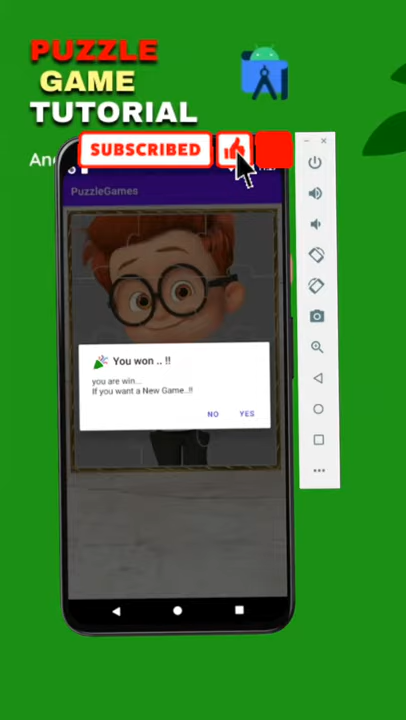 PUZZLE
GAME
TUTORIAL
SUBSCRIBED
PuzzleGames
You won .. !!
you are win...
If you want a New Game..!!
NO YES